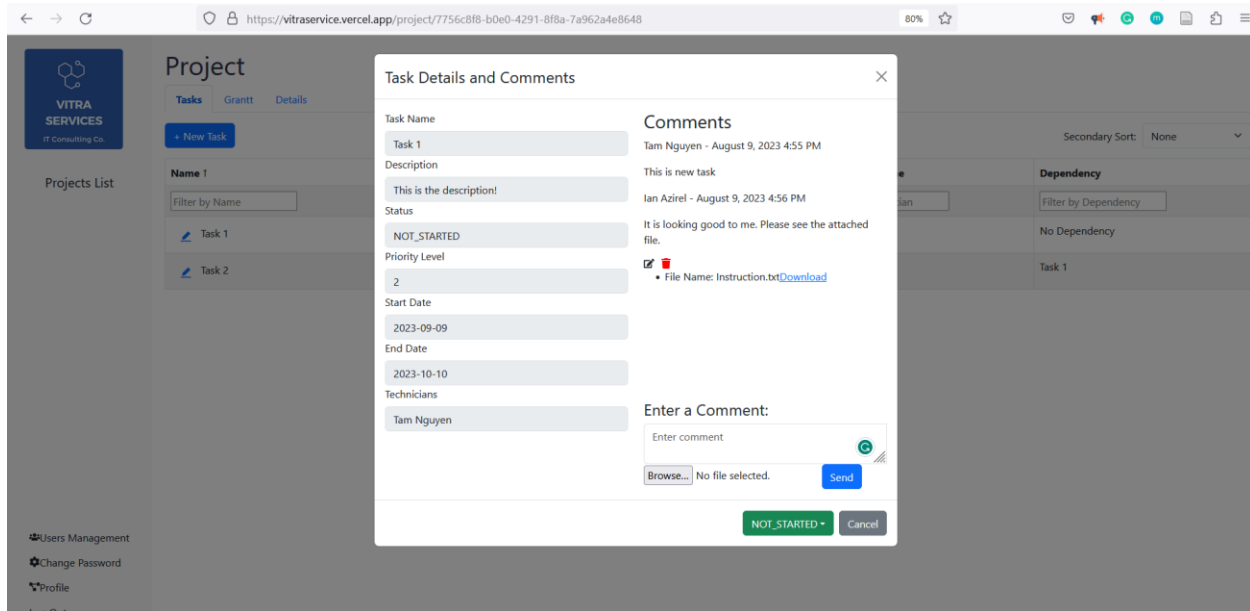 https://vitraservice.vercel.app/project/7756c8f8-b0e0-4291-8f8a-7a962a4e8648
80%
VITRA
SERVICES
IT Consulting Co.
Projects List
Users Management
Change Password
Profile
Project
Tasks Grantt Details
+ New Task
Secondary Sort: None
Name ↑
Dependency
Filter by Name
Filter by Dependency
Task 1
No Dependency
Task 2
Task 1
Task Details and Comments
Task Name
Task 1
Description
This is the description!
Status
NOT_STARTED
Priority Level
2
Start Date
2023-09-09
End Date
2023-10-10
Technicians
Tam Nguyen
Comments
Tam Nguyen - August 9, 2023 4:55 PM
This is new task
Ian Azirel - August 9, 2023 4:56 PM
It is looking good to me. Please see the attached
file.
• File Name: Instruction.txtDownload
Enter a Comment:
Enter comment
Browse... No file selected.
Send
NOT_STARTED
Cancel